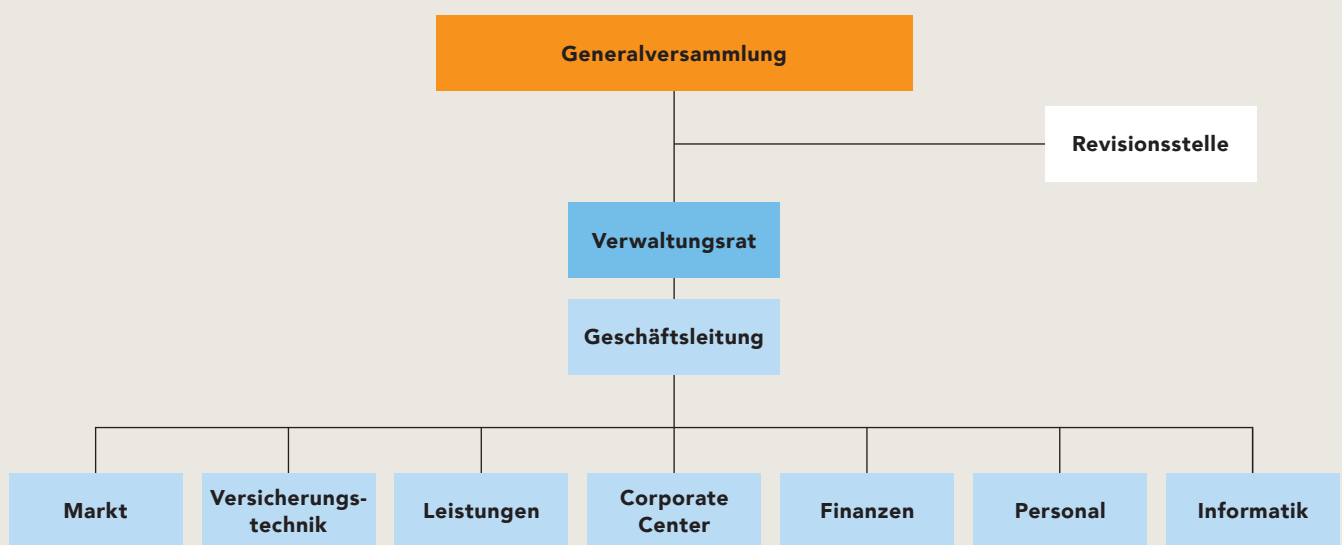 Generalversammlung
Revisionsstelle
Verwaltungsrat
Geschäftsleitung
Markt
Versicherungs-
technik
Leistungen
Corporate
Center
Finanzen
Personal
Informatik